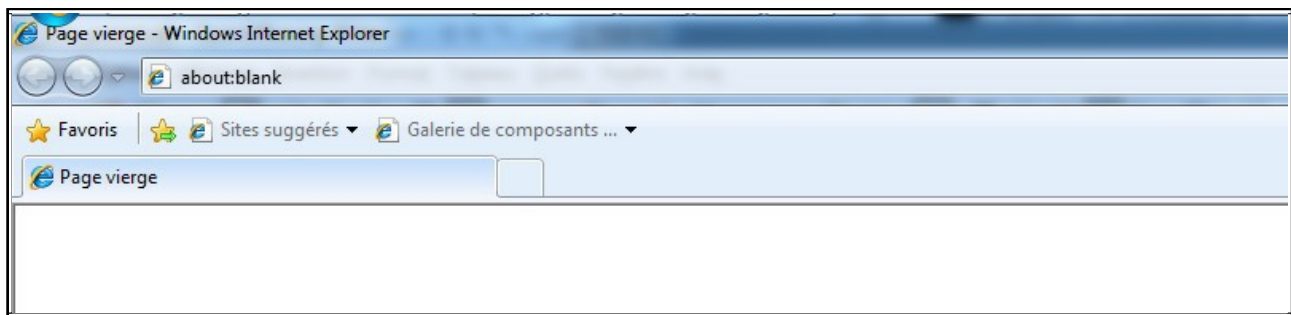 Page vierge - Windows Internet Explorer
about:blank
Favoris Sites suggérés Galerie de composants ...
Page vierge